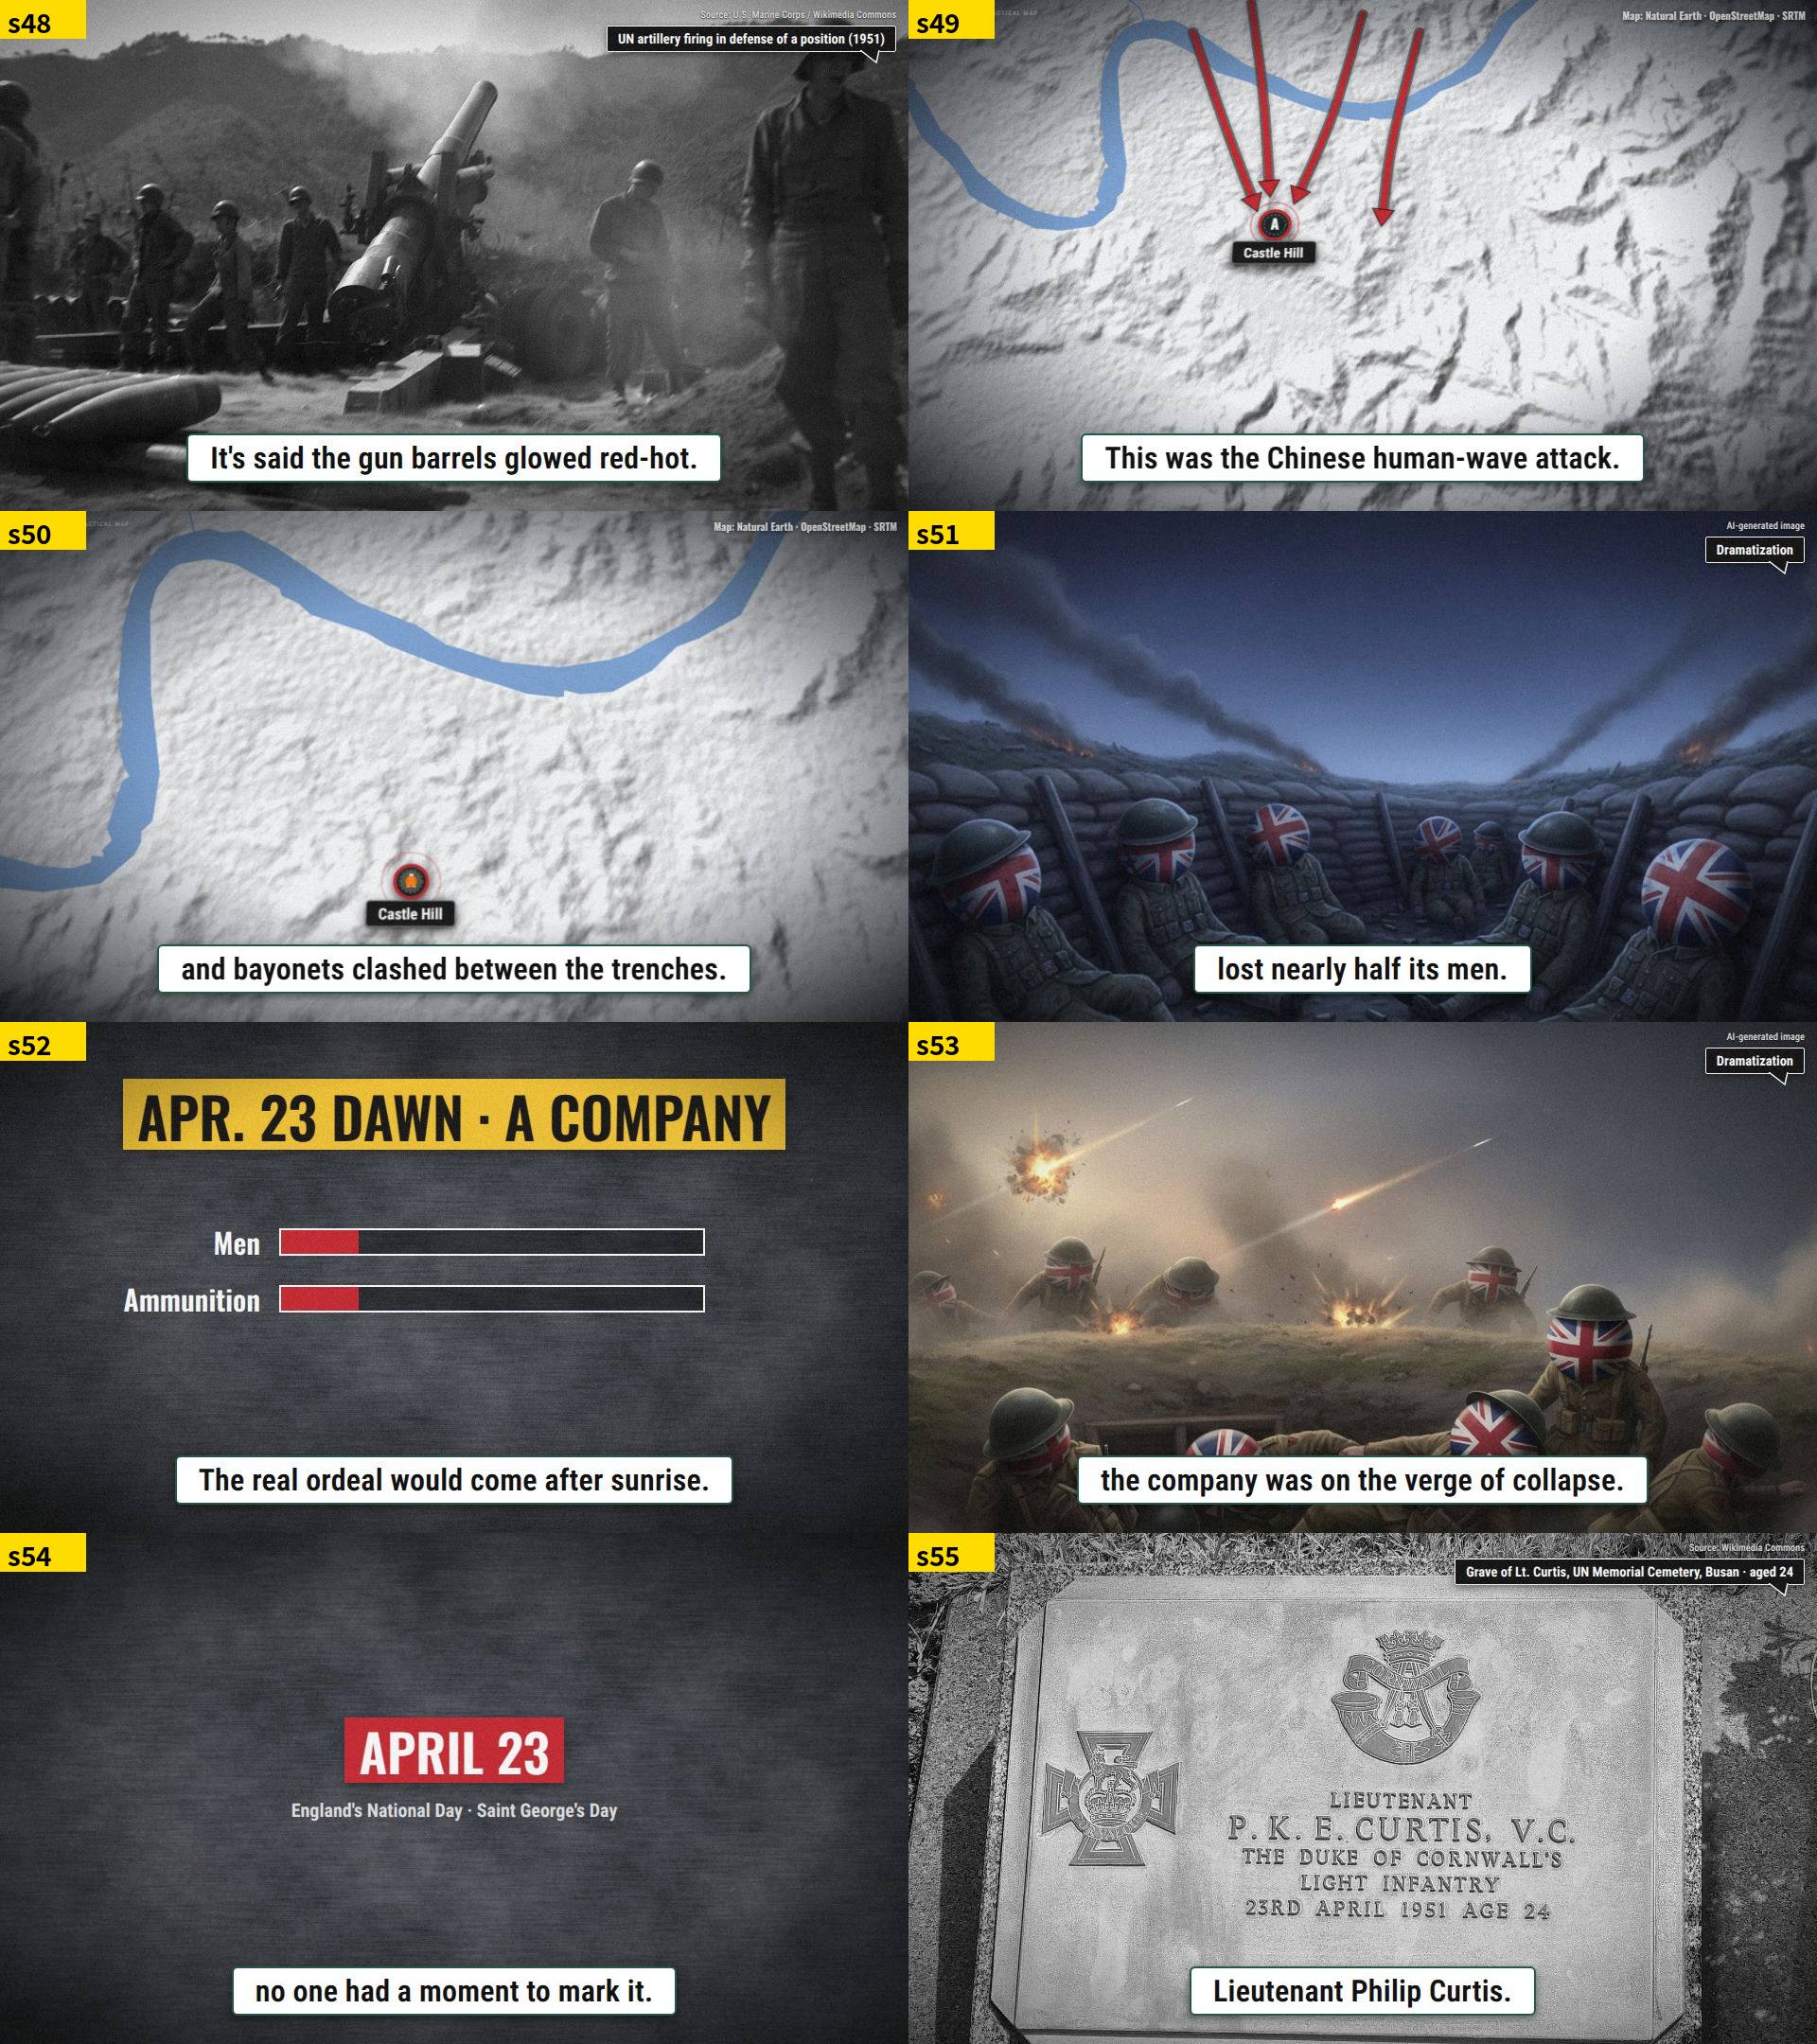 s48
Source: U.S. Marine Corps / Wikimedia Commons
UN artillery firing in defense of a position (1951)
It's said the gun barrels glowed red-hot.
s49
TACTICAL MAP
Map: Natural Earth · OpenStreetMap · SRTM
A
Castle Hill
This was the Chinese human-wave attack.
s50
TACTICAL MAP
Map: Natural Earth · OpenStreetMap · SRTM
Castle Hill
and bayonets clashed between the trenches.
s51
AI-generated image
Dramatization
lost nearly half its men.
s52
APR. 23 DAWN · A COMPANY
Men
Ammunition
The real ordeal would come after sunrise.
s53
AI-generated image
Dramatization
the company was on the verge of collapse.
s54
APRIL 23
England's National Day · Saint George's Day
no one had a moment to mark it.
s55
Source: Wikimedia Commons
Grave of Lt. Curtis, UN Memorial Cemetery, Busan · aged 24
LIEUTENANT
P. K. E. CURTIS, V.C.
THE DUKE OF CORNWALL'S
LIGHT INFANTRY
23RD APRIL 1951 AGE 24
Lieutenant Philip Curtis.